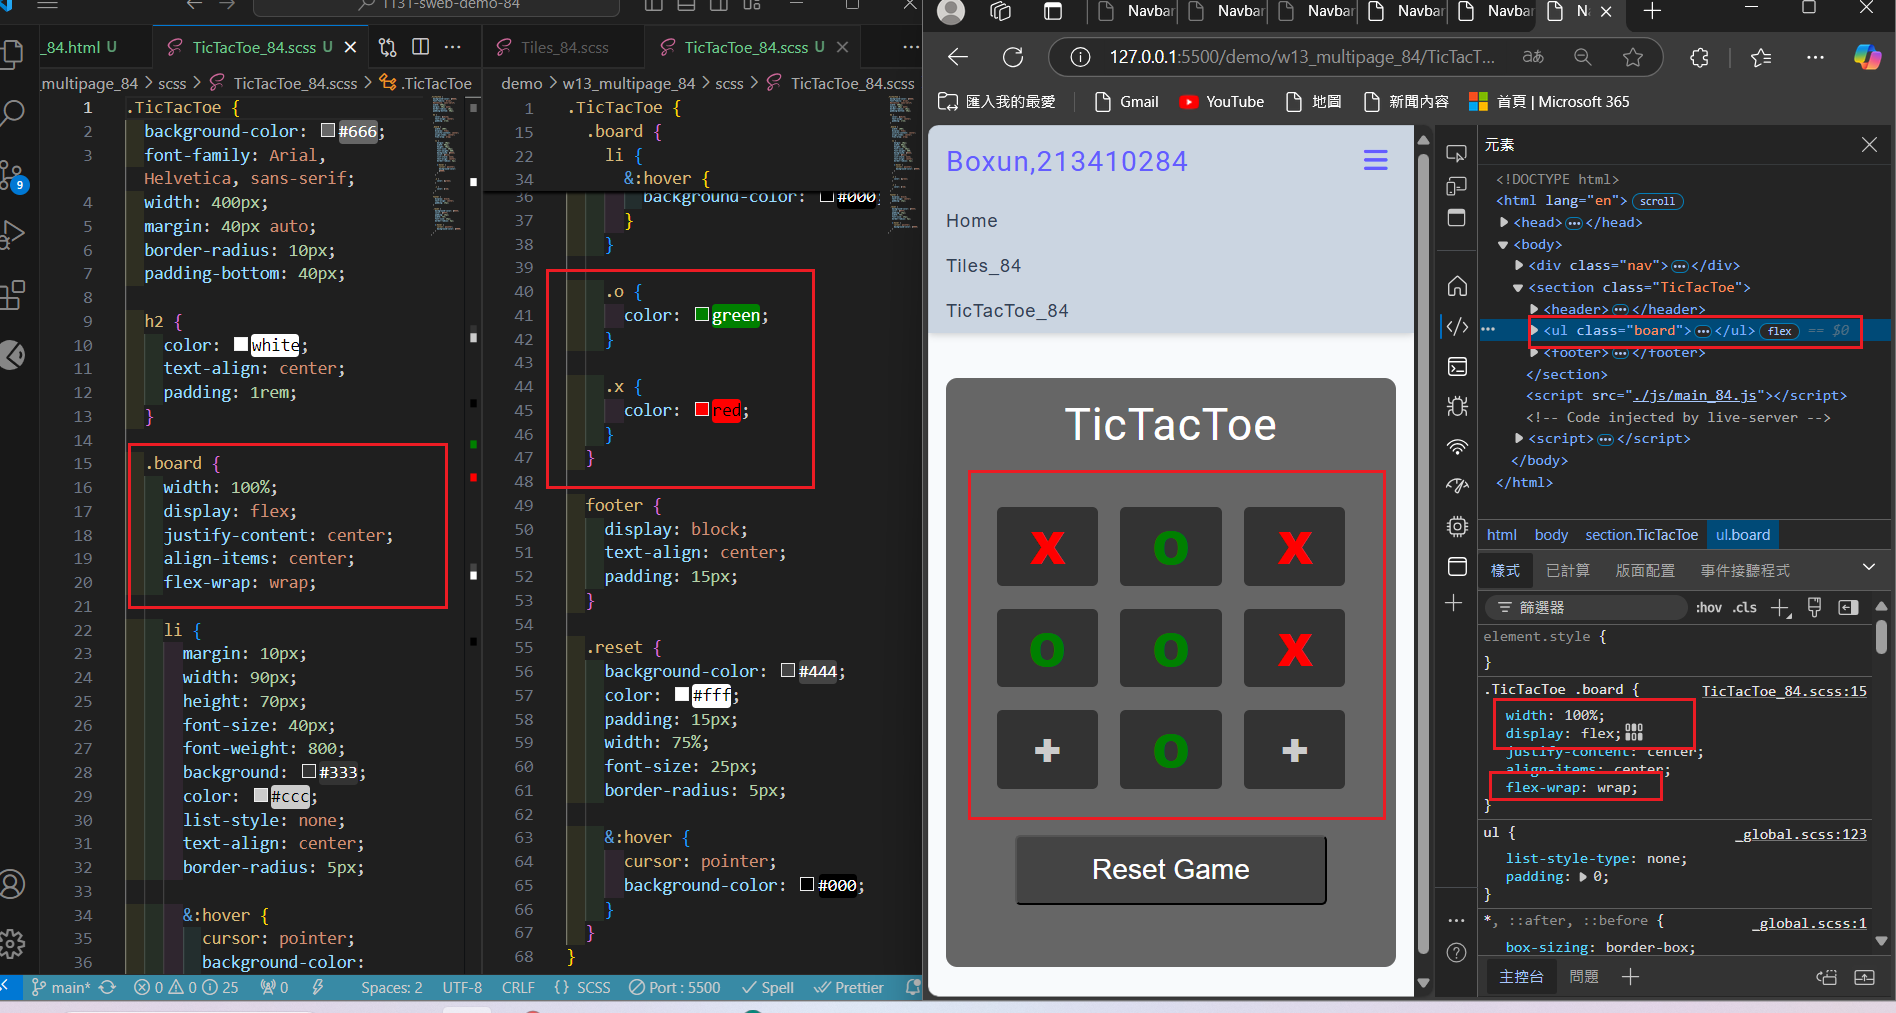 1131-sweb-demo-84
_84.html U
TicTacToe_84.scss U
Tiles_84.scss
TicTacToe_84.scss U
_multipage_84 > scss > TicTacToe_84.scss > .TicTacToe
demo > w13_multipage_84 > scss > TicTacToe_84.scss
1 .TicTacToe {
2 background-color: #666;
3 font-family: Arial,
Helvetica, sans-serif;
4 width: 400px;
5 margin: 40px auto;
6 border-radius: 10px;
7 padding-bottom: 40px;
8
9 h2 {
10 color: white;
11 text-align: center;
12 padding: 1rem;
13 }
14
15 .board {
16 width: 100%;
17 display: flex;
18 justify-content: center;
19 align-items: center;
20 flex-wrap: wrap;
21
22 li {
23 margin: 10px;
24 width: 90px;
25 height: 70px;
26 font-size: 40px;
27 font-weight: 800;
28 background: #333;
29 color: #ccc;
30 list-style: none;
31 text-align: center;
32 border-radius: 5px;
33
34 &:hover {
35 cursor: pointer;
36 background-color:
1 .TicTacToe {
15 .board {
22 li {
34 &:hover {
36 background-color: #000;
37 }
38 }
39
40 .o {
41 color: green;
42 }
43
44 .x {
45 color: red;
46 }
47 }
48
49 footer {
50 display: block;
51 text-align: center;
52 padding: 15px;
53 }
54
55 .reset {
56 background-color: #444;
57 color: #fff;
58 padding: 15px;
59 width: 75%;
60 font-size: 25px;
61 border-radius: 5px;
62
63 &:hover {
64 cursor: pointer;
65 background-color: #000;
66 }
67 }
68 }
9
main* 0 0 25 0 Spaces: 2 UTF-8 CRLF {} SCSS Port : 5500 Spell Prettier
Navbar Navbar Navbar Navbar Navbar N
127.0.0.1:5500/demo/w13_multipage_84/TicTacT...
匯入我的最愛 Gmail YouTube 地圖 新聞內容 首頁 | Microsoft 365
Boxun,213410284
Home
Tiles_84
TicTacToe_84
TicTacToe
X O X
O O X
+ O +
Reset Game
元素
<!DOCTYPE html>
<html lang="en"> scroll
<head> ... </head>
<body>
<div class="nav"> ... </div>
<section class="TicTacToe">
<header> ... </header>
... <ul class="board"> ... </ul> flex == $0
<footer> ... </footer>
</section>
<script src="./js/main_84.js"></script>
<!-- Code injected by live-server -->
<script> ... </script>
</body>
</html>
html body section.TicTacToe ul.board
樣式 已計算 版面配置 事件接聽程式
篩選器 :hov .cls
element.style {
}
.TicTacToe .board { TicTacToe_84.scss:15
width: 100%;
display: flex;
justify-content: center;
align-items: center;
flex-wrap: wrap;
}
ul { _global.scss:123
list-style-type: none;
padding: 0;
}
*, ::after, ::before { _global.scss:1
box-sizing: border-box;
主控台 問題